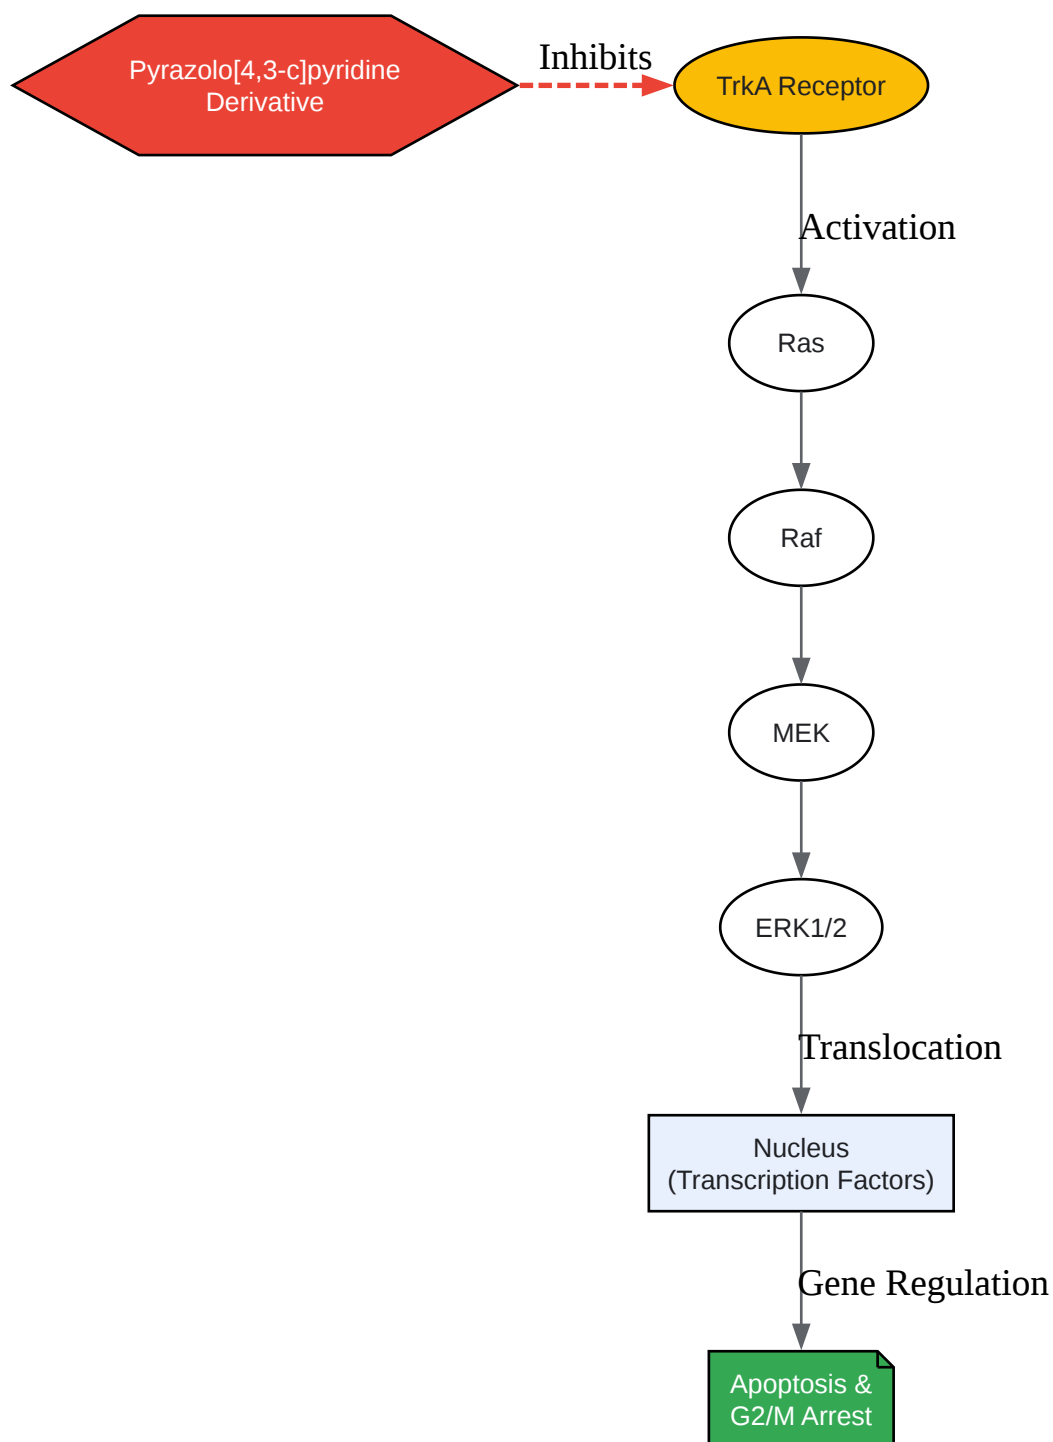 Pyrazolo[4,3-c]pyridine
Derivative
Inhibits
TrkA Receptor
Activation
Ras
Raf
MEK
ERK1/2
Translocation
Nucleus
(Transcription Factors)
Gene Regulation
Apoptosis &
G2/M Arrest